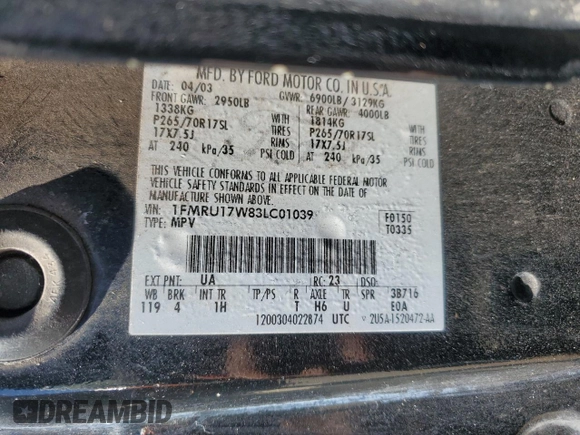 MFD. BY FORD MOTOR CO. IN U.S.A.
DATE: 04/03 GVWR: 6900LB/3129KG
FRONT GAWR: 2950LB REAR GAWR: 4000LB
1338KG WITH 1814KG WITH
P265/70R17SL TIRES P265/70R17SL TIRES
17X7.5J RIMS 17X7.5J RIMS
AT 240 kPa/35 PSI COLD AT 240 kPa/35 PSI COLD
THIS VEHICLE CONFORMS TO ALL APPLICABLE FEDERAL MOTOR
VEHICLE SAFETY STANDARDS IN EFFECT ON THE DATE OF
MANUFACTURE SHOWN ABOVE.
VIN: 1FMRU17W83LC01039 F0150
TYPE: MPV T0335
EXT PNT: UA RC: 23 DSO:
WB BRK INT TR TP/PS R AXLE TR SPR 3B716
119 4 1H T H6 U E0A
1200304022874 UTC 2U5A-1520472-AA
DREAMBID